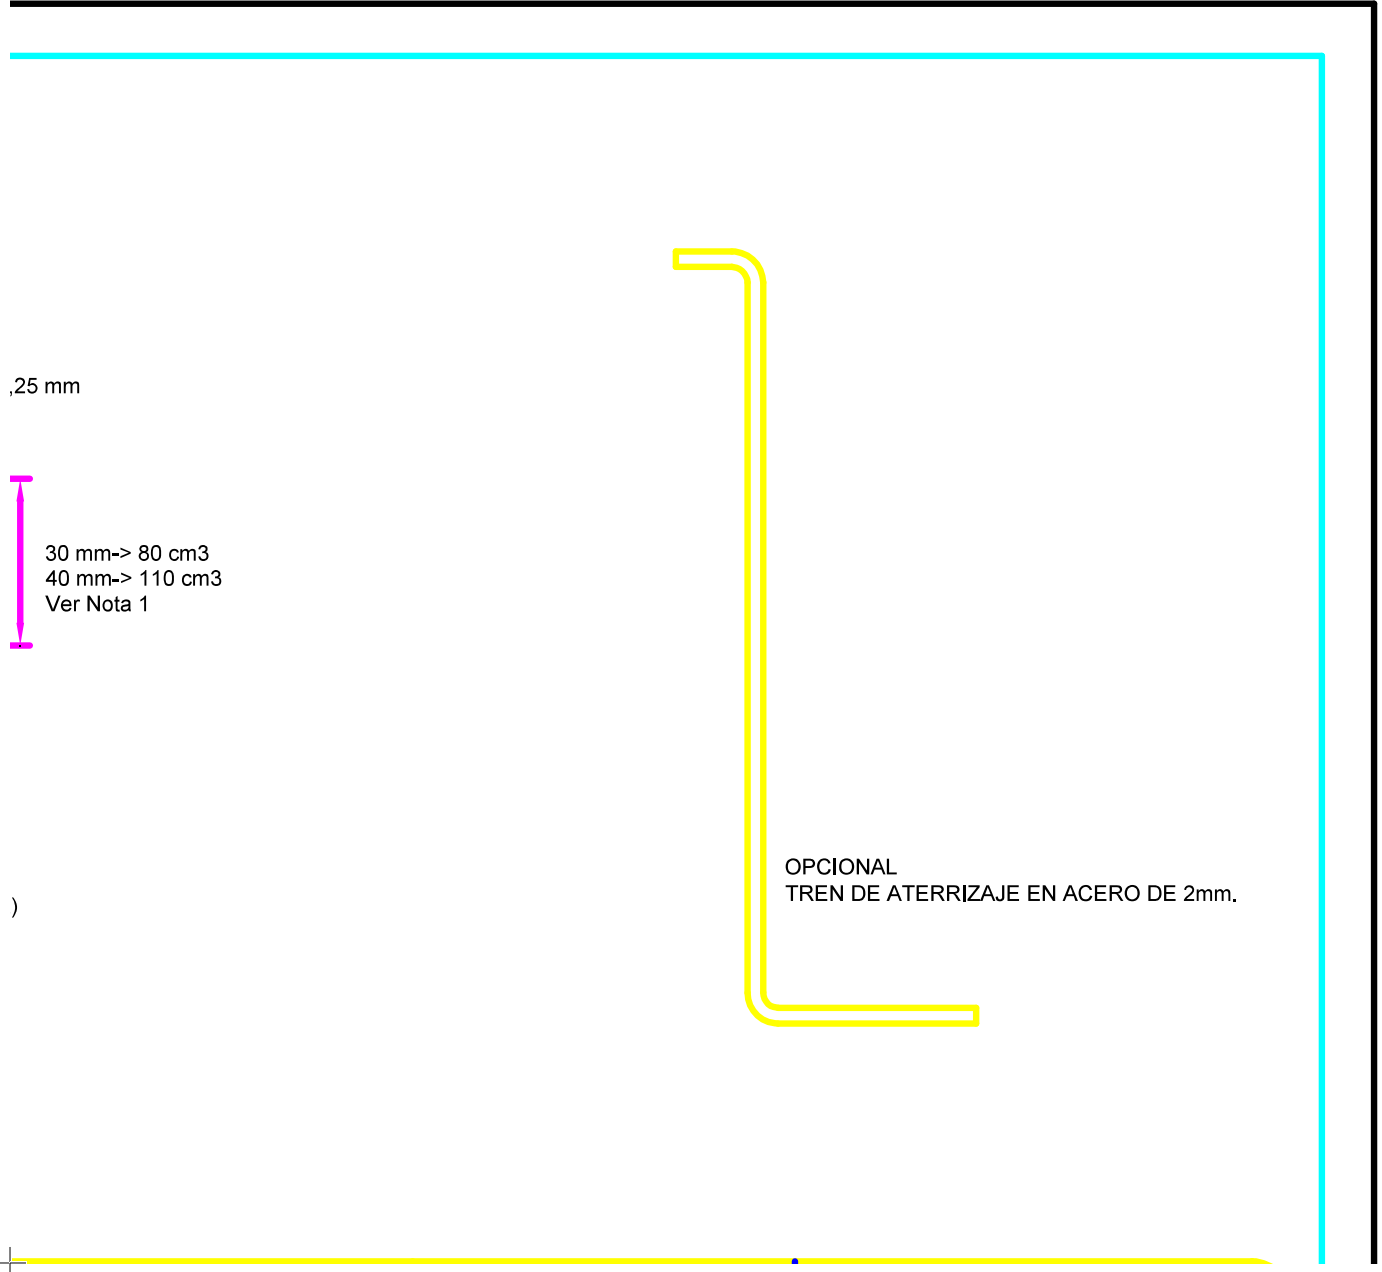 ,25 mm
30 mm-> 80 cm3
40 mm-> 110 cm3
Ver Nota 1
OPCIONAL
TREN DE ATERRIZAJE EN ACERO DE 2mm.
)